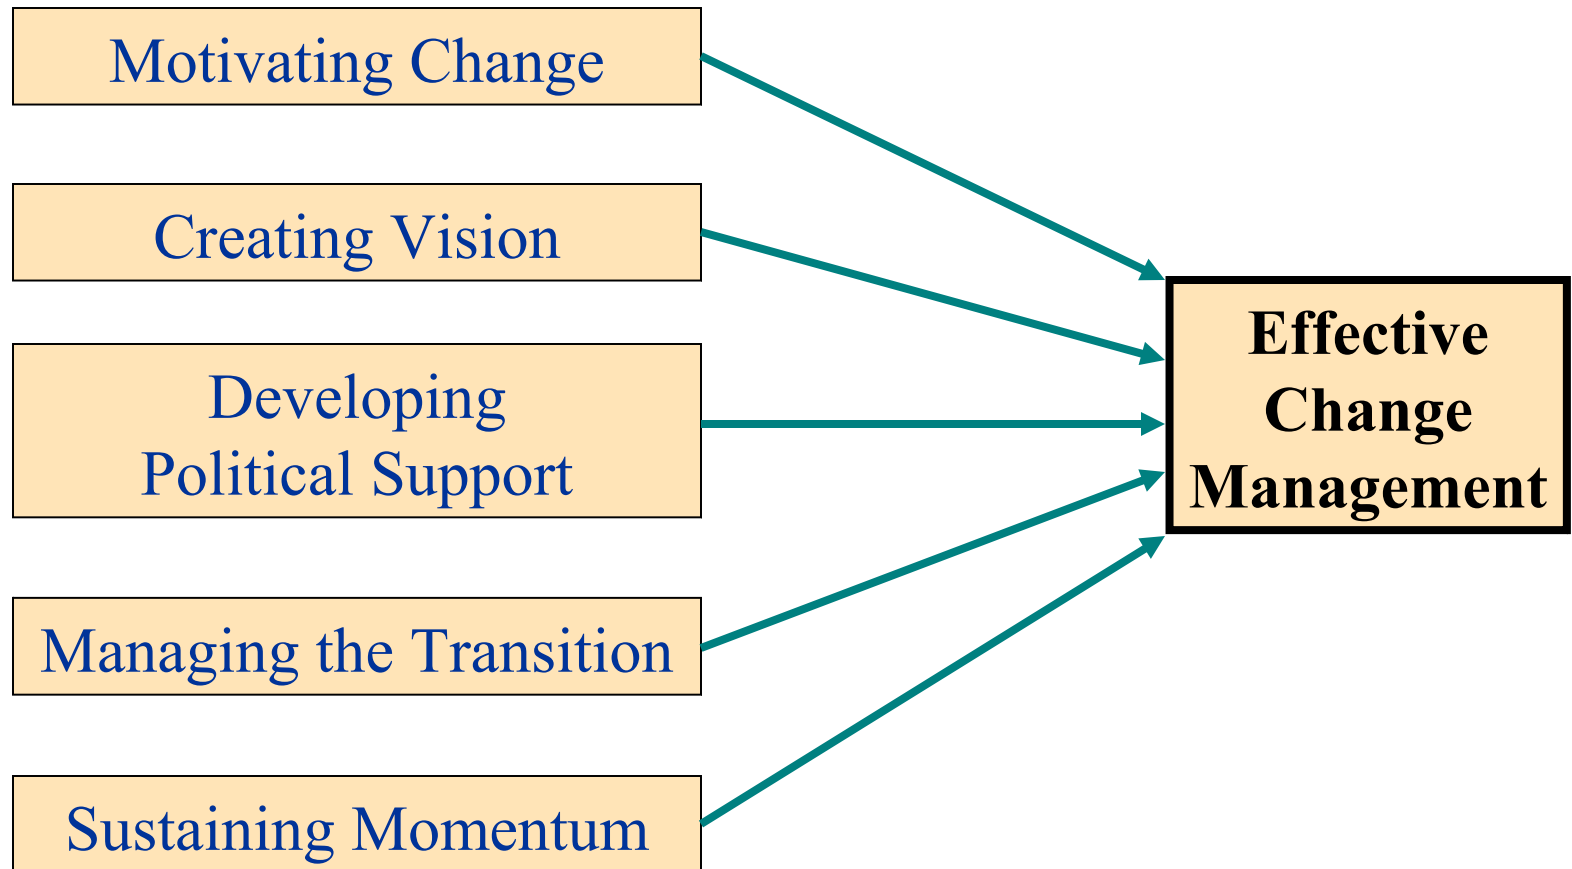 Motivating Change
Creating Vision
Developing
Political Support
Managing the Transition
Sustaining Momentum
Effective
Change
Management